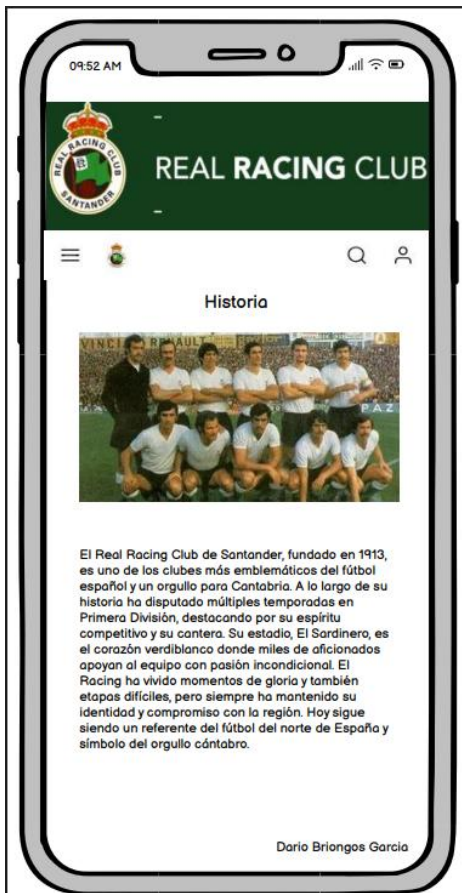 09:52 AM
REAL RACING CLUB
SANTANDER
REAL RACING CLUB
Historia
VINCI
RENAULT
PAZ
El Real Racing Club de Santander, fundado en 1913,
es uno de los clubes más emblemáticos del fútbol
español y un orgullo para Cantabria. A lo largo de su
historia ha disputado múltiples temporadas en
Primera División, destacando por su espíritu
competitivo y su cantera. Su estadio, El Sardinero, es
el corazón verdiblanco donde miles de aficionados
apoyan al equipo con pasión incondicional. El
Racing ha vivido momentos de gloria y también
etapas difíciles, pero siempre ha mantenido su
identidad y compromiso con la región. Hoy sigue
siendo un referente del fútbol del norte de España y
símbolo del orgullo cántabro.
Dario Briongos Garcia